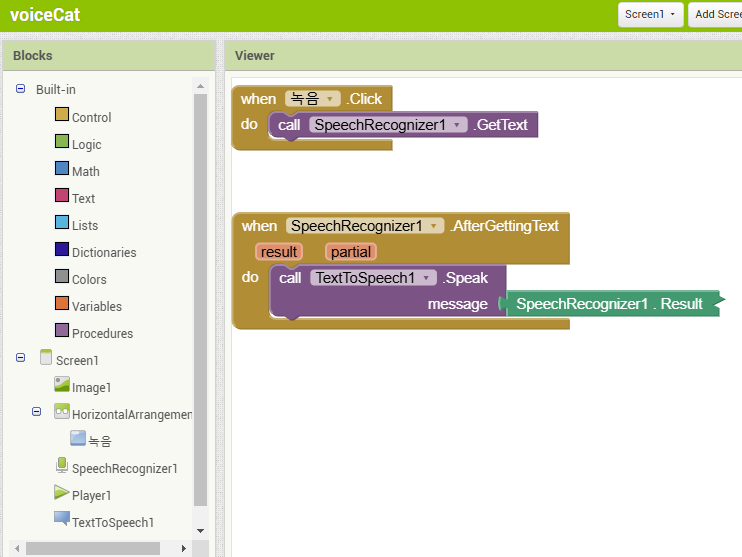 voiceCat
Screen1
Add Scree
Blocks
Viewer
Built-in
Control
Logic
Math
Text
Lists
Dictionaries
Colors
Variables
Procedures
Screen1
Image1
HorizontalArrangemen
녹음
SpeechRecognizer1
Player1
TextToSpeech1
when 녹음 .Click
do call SpeechRecognizer1 .GetText
when SpeechRecognizer1 .AfterGettingText
result partial
do call TextToSpeech1 .Speak
message SpeechRecognizer1 . Result